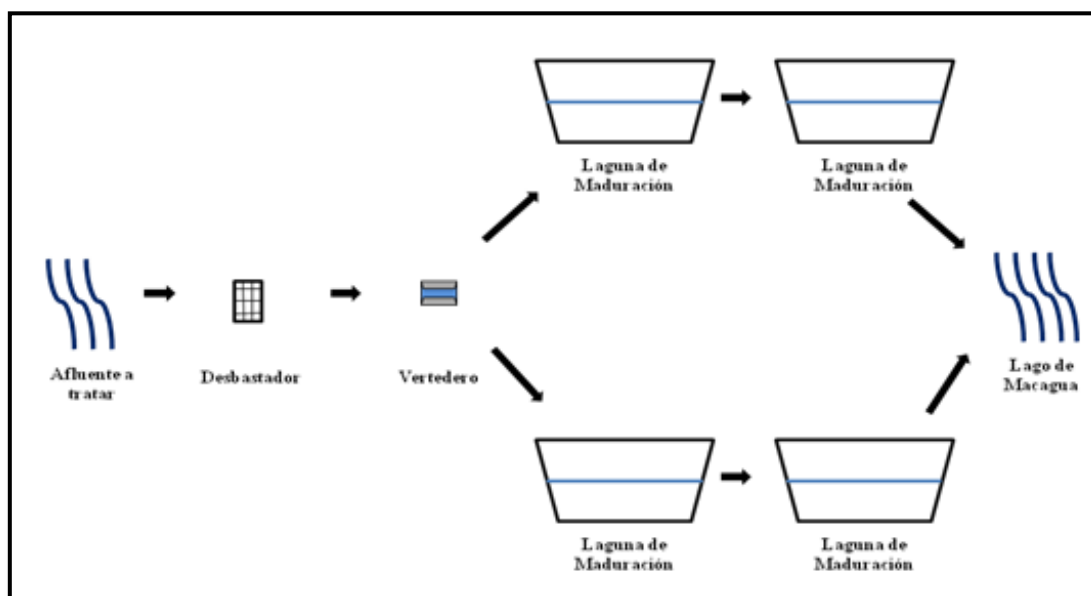 Laguna de
Maduración
Laguna de
Maduración
Afluente a
tratar
Desbastador
Vertedero
Lago de
Macagua
Laguna de
Maduración
Laguna de
Maduración